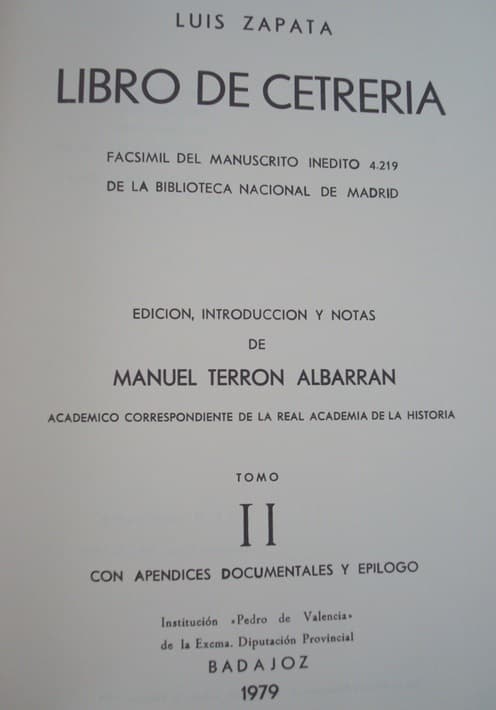 LUIS ZAPATA
LIBRO DE CETRERIA
FACSIMIL DEL MANUSCRITO INEDITO 4.219
DE LA BIBLIOTECA NACIONAL DE MADRID
EDICION, INTRODUCCION Y NOTAS
DE
MANUEL TERRON ALBARRAN
ACADEMICO CORRESPONDIENTE DE LA REAL ACADEMIA DE LA HISTORIA
TOMO
II
CON APENDICES DOCUMENTALES Y EPILOGO
Institución «Pedro de Valencia»
de la Excma. Diputación Provincial
BADAJOZ
1979